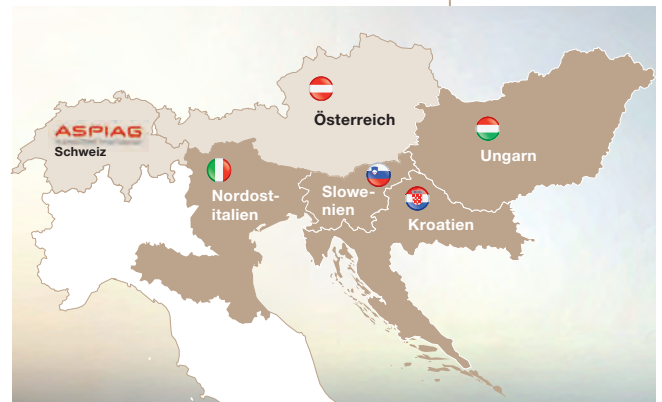 Österreich
ASPIAG
Schweiz
Ungarn
Nordost-
italien
Slowe-
nien
Kroatien